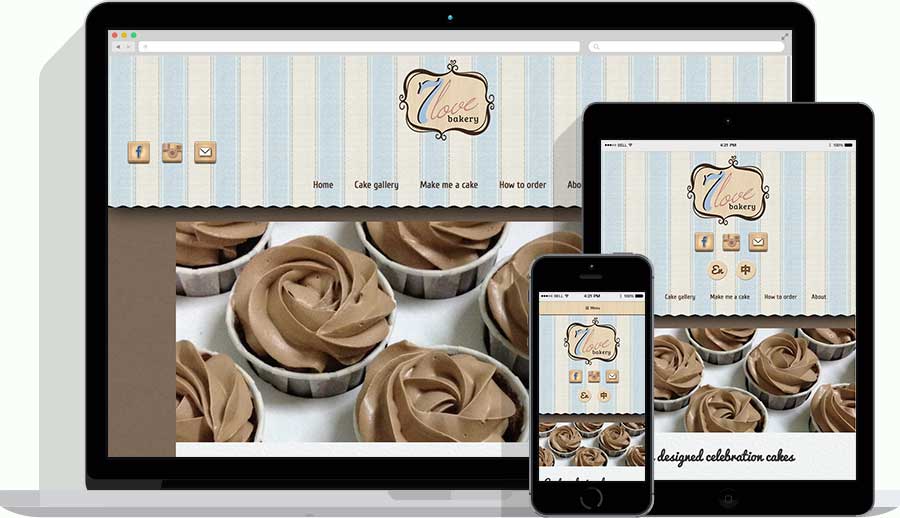 7love
bakery
Home Cake gallery Make me a cake How to order Abo
BELL 4:21 PM 100%
7love
bakery
En 中
Cake gallery Make me a cake How to order About
designed celebration cakes
BELL 4:21 PM 100%
Menu
7love
bakery
En 中